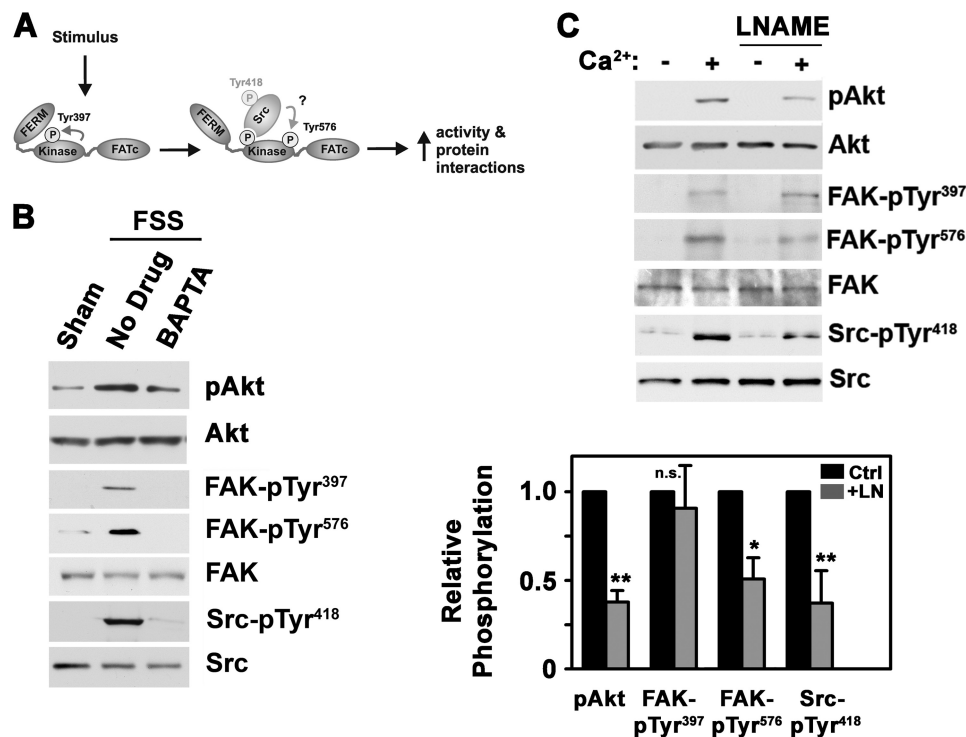 A
Stimulus
FERM
Tyr397
P
Kinase
FATc
Tyr418
P
Src
?
FERM
P
P
Tyr576
Kinase
FATc
activity &
protein
interactions
B
FSS
Sham
No Drug
BAPTA
pAkt
Akt
FAK-pTyr397
FAK-pTyr576
FAK
Src-pTyr418
Src
C
LNAME
Ca2+: - + - +
pAkt
Akt
FAK-pTyr397
FAK-pTyr576
FAK
Src-pTyr418
Src
Relative
Phosphorylation
1.0
0.5
0
n.s.
**
*
**
Ctrl
+LN
pAkt
FAK-
pTyr397
FAK-
pTyr576
Src-
pTyr418